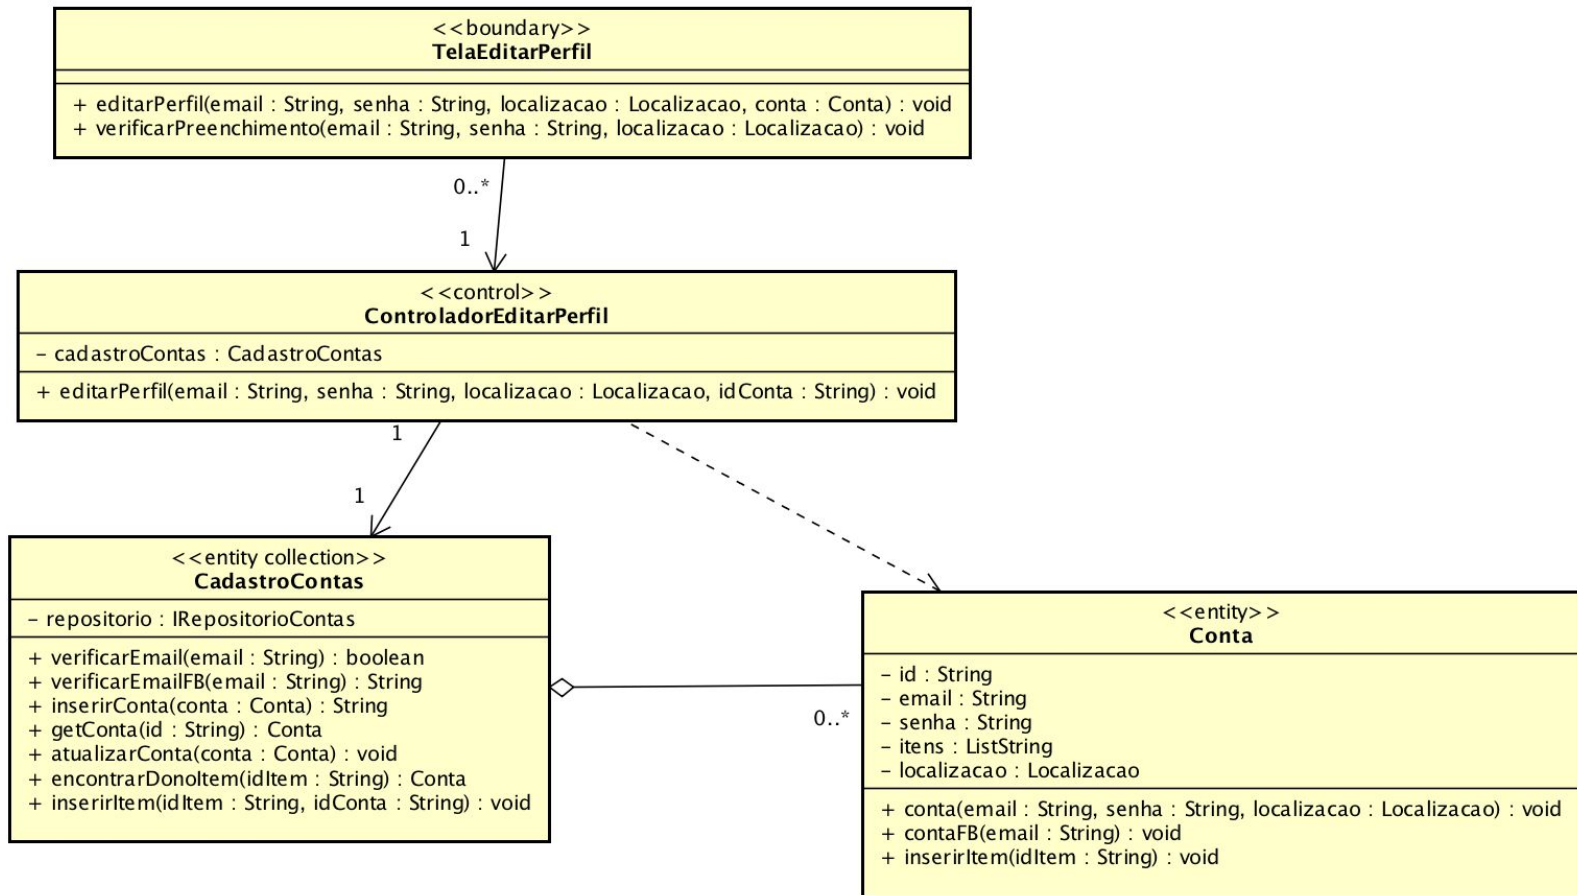 <<boundary>>
TelaEditarPerfil
+ editarPerfil(email : String, senha : String, localizacao : Localizacao, conta : Conta) : void
+ verificarPreenchimento(email : String, senha : String, localizacao : Localizacao) : void
0..*
1
<<control>>
ControladorEditarPerfil
– cadastroContas : CadastroContas
+ editarPerfil(email : String, senha : String, localizacao : Localizacao, idConta : String) : void
1
1
<<entity collection>>
CadastroContas
– repositorio : IRepositorioContas
+ verificarEmail(email : String) : boolean
+ verificarEmailFB(email : String) : String
+ inserirConta(conta : Conta) : String
+ getConta(id : String) : Conta
+ atualizarConta(conta : Conta) : void
+ encontrarDonoItem(idItem : String) : Conta
+ inserirItem(idItem : String, idConta : String) : void
0..*
<<entity>>
Conta
– id : String
– email : String
– senha : String
– itens : ListString
– localizacao : Localizacao
+ conta(email : String, senha : String, localizacao : Localizacao) : void
+ contaFB(email : String) : void
+ inserirItem(idItem : String) : void